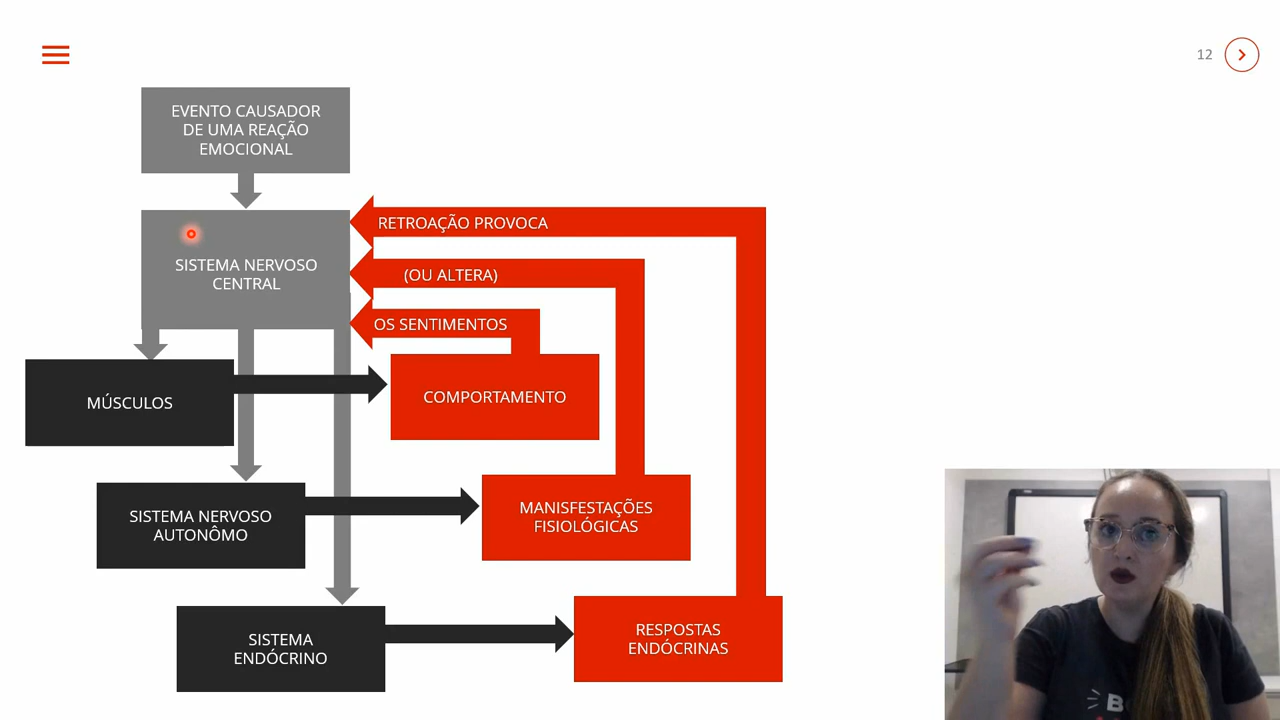 12
EVENTO CAUSADOR
DE UMA REAÇÃO
EMOCIONAL
RETROAÇÃO PROVOCA
SISTEMA NERVOSO
CENTRAL
(OU ALTERA)
OS SENTIMENTOS
MÚSCULOS
COMPORTAMENTO
SISTEMA NERVOSO
AUTONÔMO
MANISFESTAÇÕES
FISIOLÓGICAS
SISTEMA
ENDÓCRINO
RESPOSTAS
ENDÓCRINAS